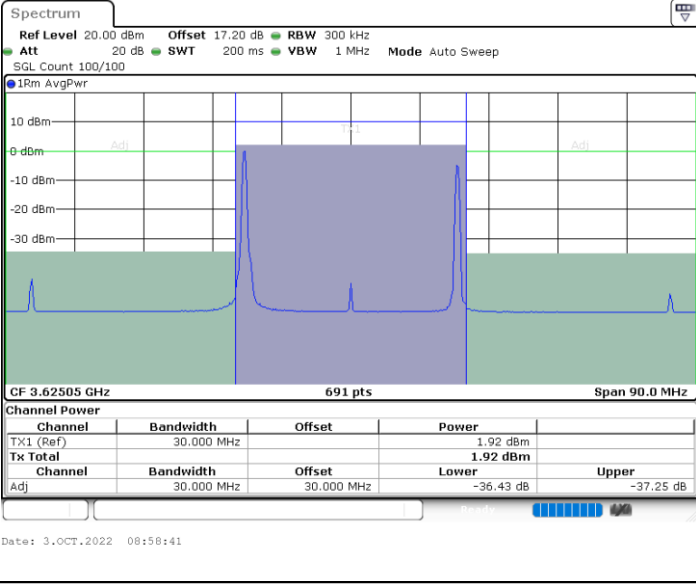 Spectrum
Ref Level 20.00 dBm Offset 17.20 dB RBW 300 kHz
Att 20 dB SWT 200 ms VBW 1 MHz Mode Auto Sweep
SGL Count 100/100
1Rm AvgPwr
10 dBm
TX1
Adj Adj
0 dBm
-10 dBm
-20 dBm
-30 dBm
CF 3.62505 GHz 691 pts Span 90.0 MHz
Channel Power
Channel Bandwidth Offset Power
TX1 (Ref) 30.000 MHz 1.92 dBm
Tx Total 1.92 dBm
Channel Bandwidth Offset Lower Upper
Adj 30.000 MHz 30.000 MHz -36.43 dB -37.25 dB
Ready
Date: 3.OCT.2022 08:58:41